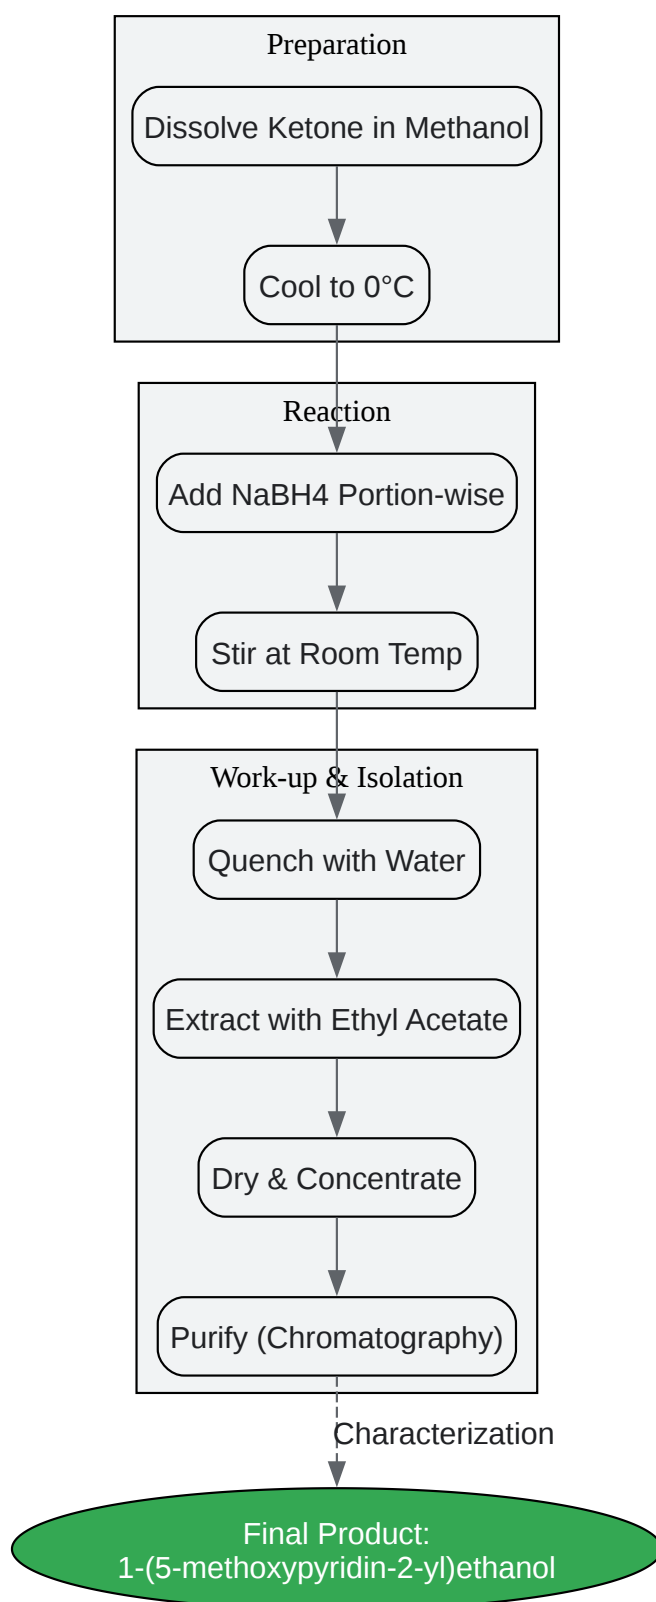 Preparation
Dissolve Ketone in Methanol
Cool to 0°C
Reaction
Add NaBH4 Portion-wise
Stir at Room Temp
Work-up & Isolation
Quench with Water
Extract with Ethyl Acetate
Dry & Concentrate
Purify (Chromatography)
Characterization
Final Product:
1-(5-methoxypyridin-2-yl)ethanol